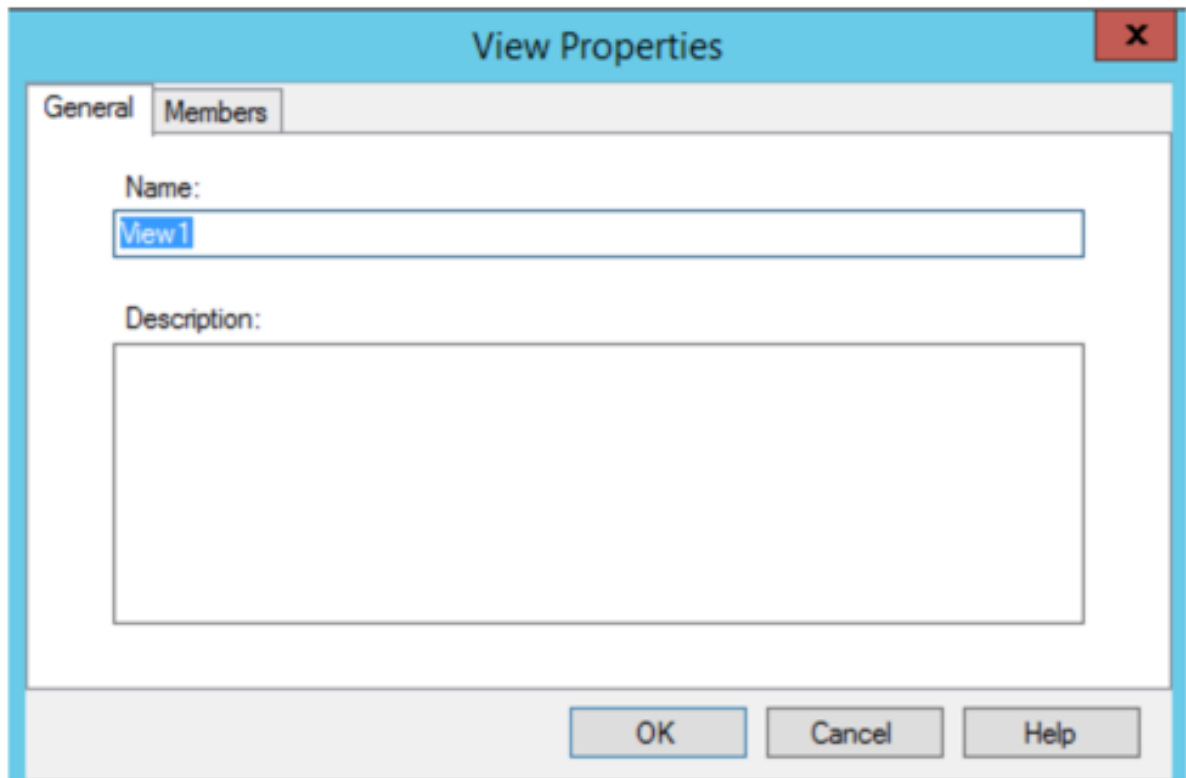 View Properties
x
General Members
Name:
View1
Description:
OK Cancel Help